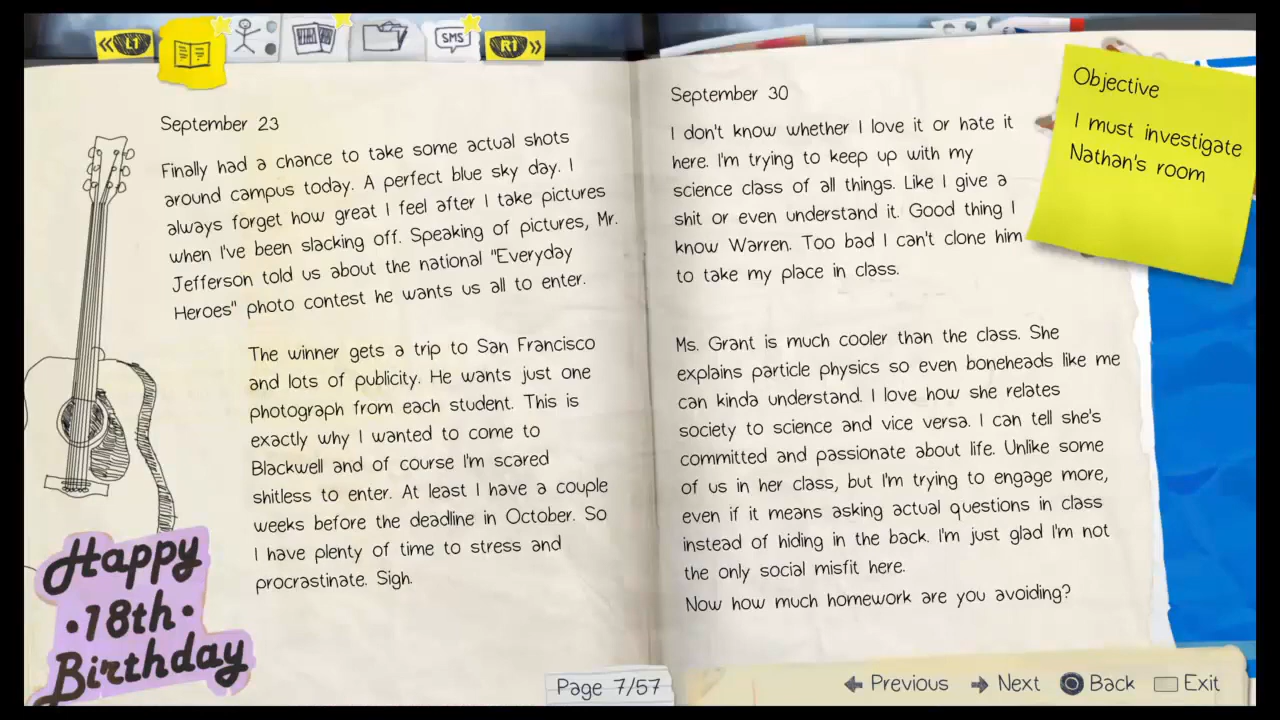 L1
SMS
R1
September 23
Finally had a chance to take some actual shots
around campus today. A perfect blue sky day. I
always forget how great I feel after I take pictures
when I've been slacking off. Speaking of pictures, Mr.
Jefferson told us about the national "Everyday
Heroes" photo contest he wants us all to enter.
The winner gets a trip to San Francisco
and lots of publicity. He wants just one
photograph from each student. This is
exactly why I wanted to come to
Blackwell and of course I'm scared
shitless to enter. At least I have a couple
weeks before the deadline in October. So
I have plenty of time to stress and
procrastinate. Sigh.
Happy
•18th•
Birthday
September 30
I don't know whether I love it or hate it
here. I'm trying to keep up with my
science class of all things. Like I give a
shit or even understand it. Good thing I
know Warren. Too bad I can't clone him
to take my place in class.
Ms. Grant is much cooler than the class. She
explains particle physics so even boneheads like me
can kinda understand. I love how she relates
society to science and vice versa. I can tell she's
committed and passionate about life. Unlike some
of us in her class, but I'm trying to engage more,
even if it means asking actual questions in class
instead of hiding in the back. I'm just glad I'm not
the only social misfit here.
Now how much homework are you avoiding?
Objective
I must investigate
Nathan's room
Page 7/57
Previous
Next
Back
Exit